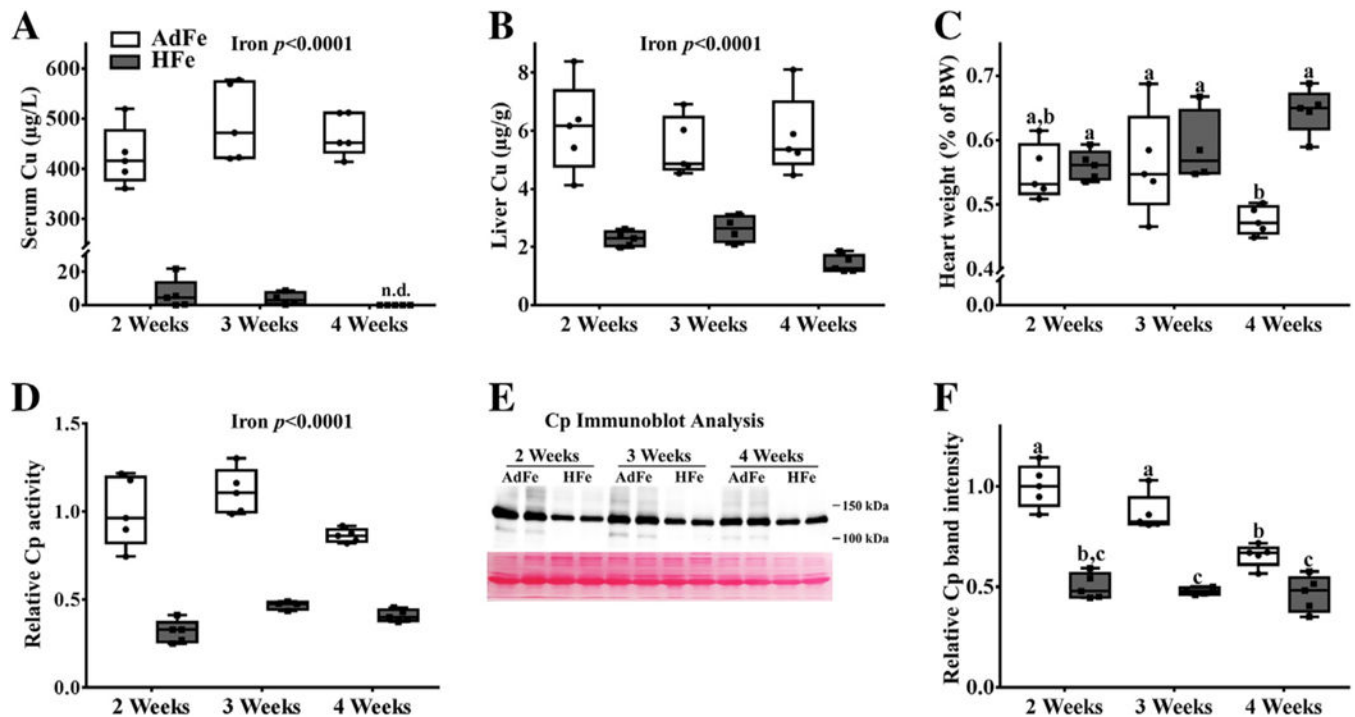 A
Iron p<0.0001
AdFe
HFe
Serum Cu (µg/L)
600
500
400
300
20
0
n.d.
2 Weeks 3 Weeks 4 Weeks
B
Iron p<0.0001
Liver Cu (µg/g)
8
6
4
2
0
2 Weeks 3 Weeks 4 Weeks
C
Heart weight (% of BW)
0.7
0.6
0.5
0.4
0.0
a,b a a a b a
2 Weeks 3 Weeks 4 Weeks
D
Iron p<0.0001
Relative Cp activity
1.5
1.0
0.5
0.0
2 Weeks 3 Weeks 4 Weeks
E
Cp Immunoblot Analysis
2 Weeks 3 Weeks 4 Weeks
AdFe HFe AdFe HFe AdFe HFe
150 kDa
100 kDa
F
Relative Cp band intensity
1.0
0.5
0.0
a b,c a c b c
2 Weeks 3 Weeks 4 Weeks